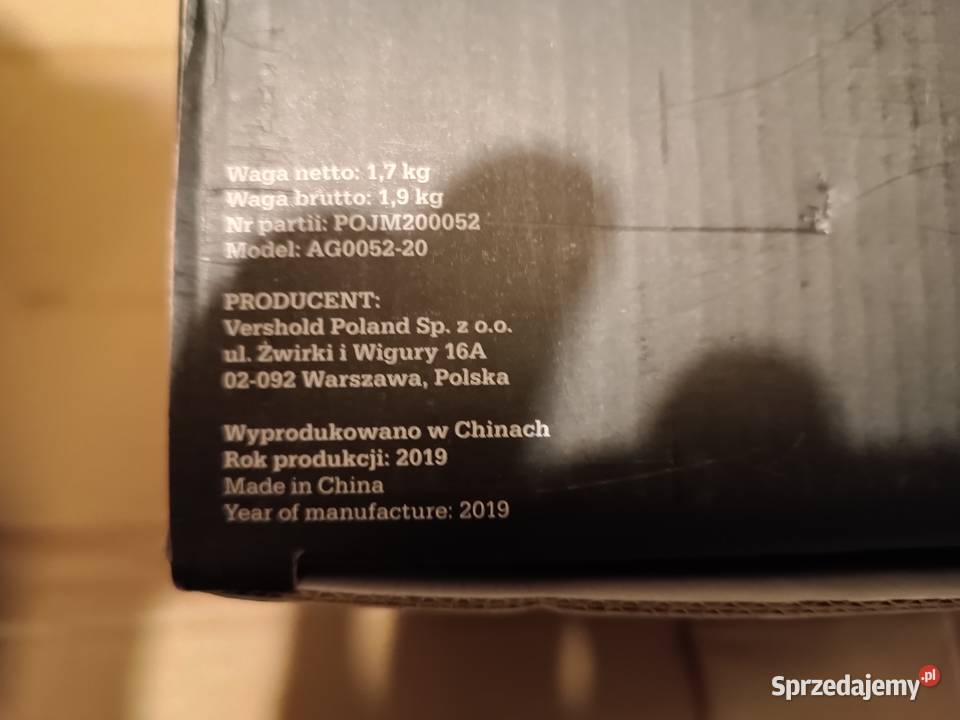 Waga netto: 1,7 kg
Waga brutto: 1,9 kg
Nr partii: POJM200052
Model: AG0052-20
PRODUCENT:
Vershold Poland Sp. z o.o.
ul. Żwirki i Wigury 16A
02-092 Warszawa, Polska
Wyprodukowano w Chinach
Rok produkcji: 2019
Made in China
Year of manufacture: 2019
Sprzedajemy.pl